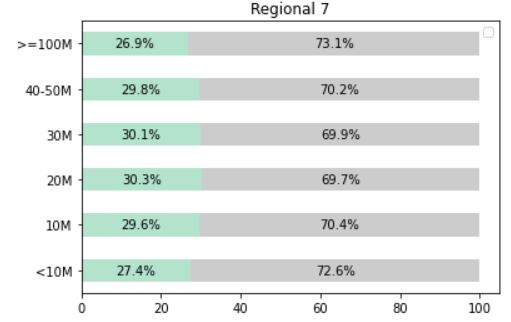 Regional 7
>=100M 26.9% 73.1%
40-50M 29.8% 70.2%
30M 30.1% 69.9%
20M 30.3% 69.7%
10M 29.6% 70.4%
<10M 27.4% 72.6%
0 20 40 60 80 100